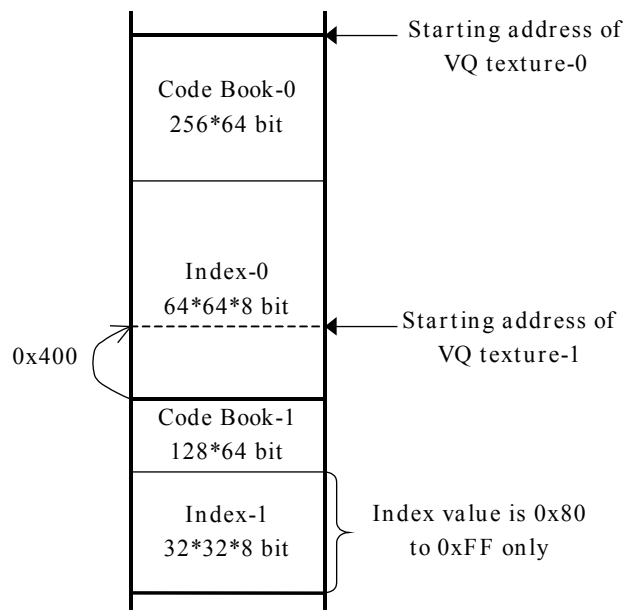 Starting address of
VQ texture-0
Code Book-0
256*64 bit
Index-0
64*64*8 bit
Starting address of
VQ texture-1
0x400
Code Book-1
128*64 bit
Index-1
32*32*8 bit
Index value is 0x80
to 0xFF only